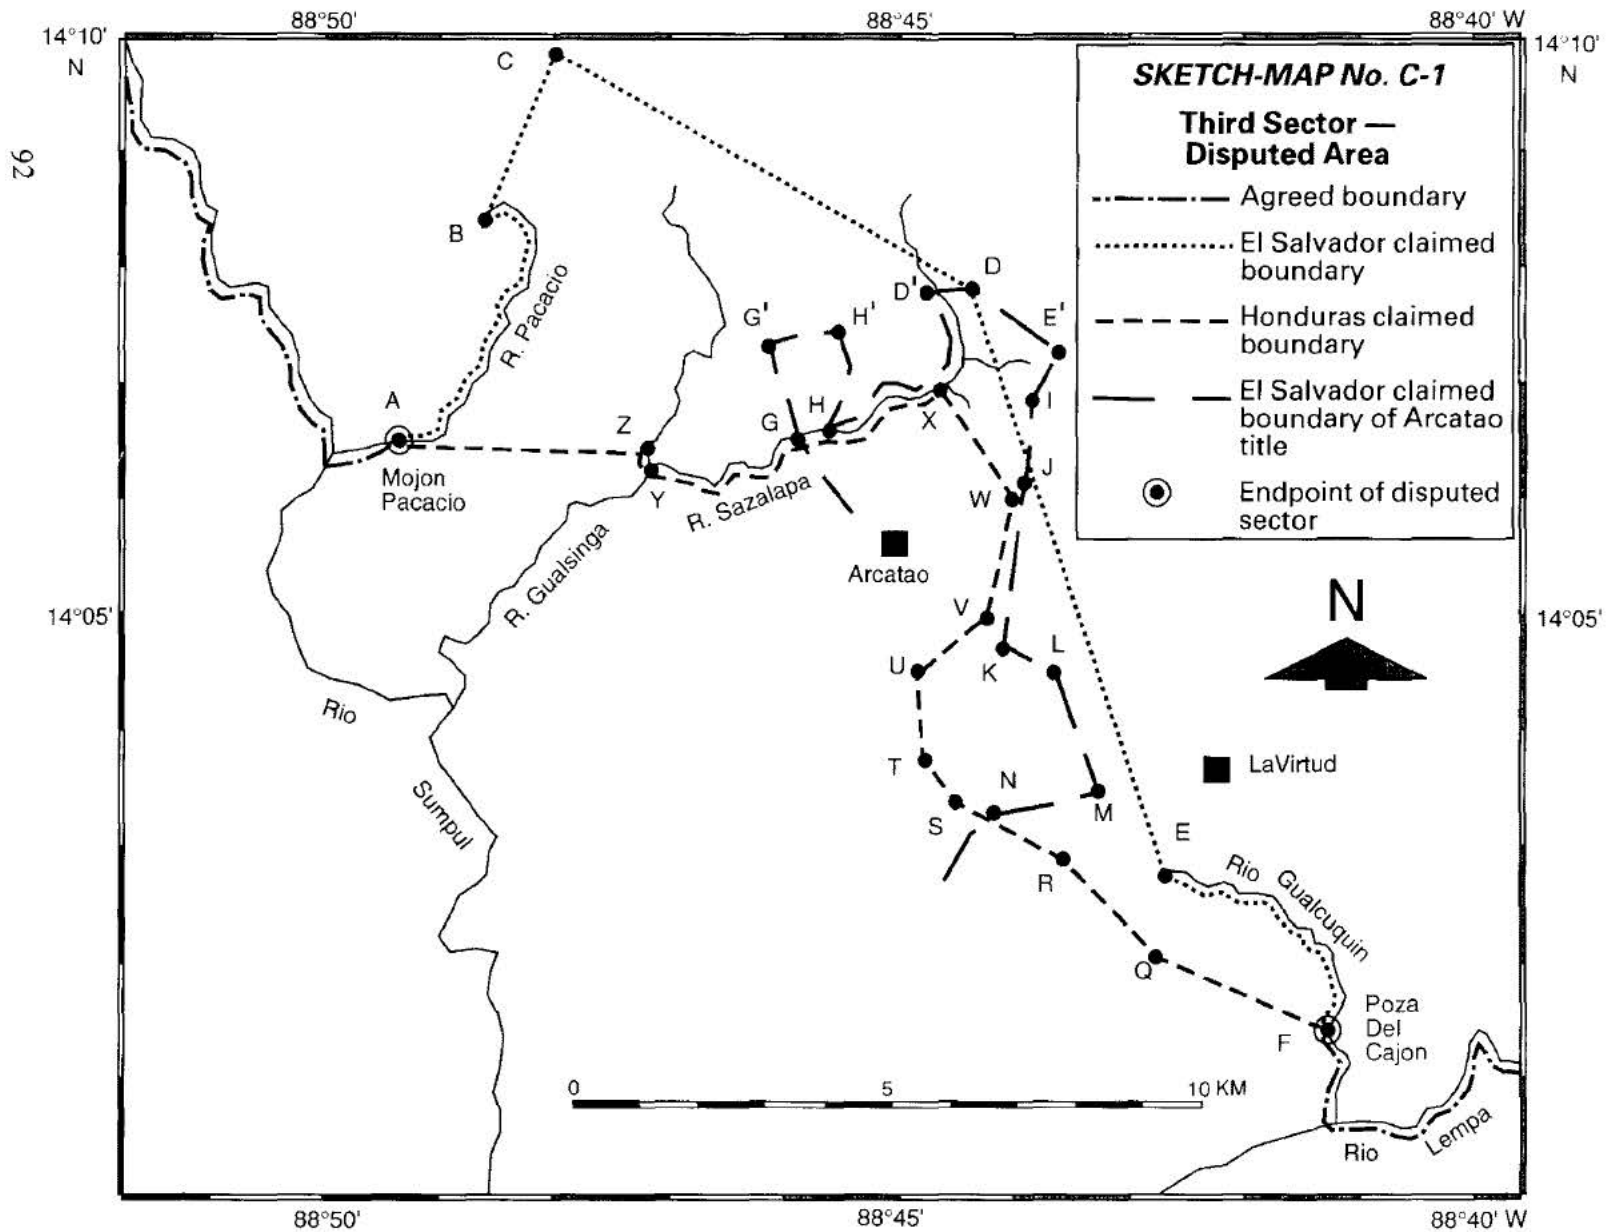 88°50'
88°45'
88°40' W
14°10'
N
14°10'
N
92
SKETCH-MAP No. C-1
Third Sector —
Disputed Area
Agreed boundary
El Salvador claimed
boundary
Honduras claimed
boundary
El Salvador claimed
boundary of Arcatao
title
Endpoint of disputed
sector
C
B
R. Pacacio
D
D'
E'
G'
H'
A
Z
G
H
X
I
Mojon
Pacacio
Y
R. Sazalapa
W
J
Arcatao
R. Gualsinga
14°05'
14°05'
N
V
U
K
L
Rio
Sumpul
T
S
N
M
LaVirtud
E
R
Rio Gualcuquin
Q
F
Poza
Del
Cajon
0 5 10 KM
Rio
Lempa
88°50'
88°45'
88°40' W